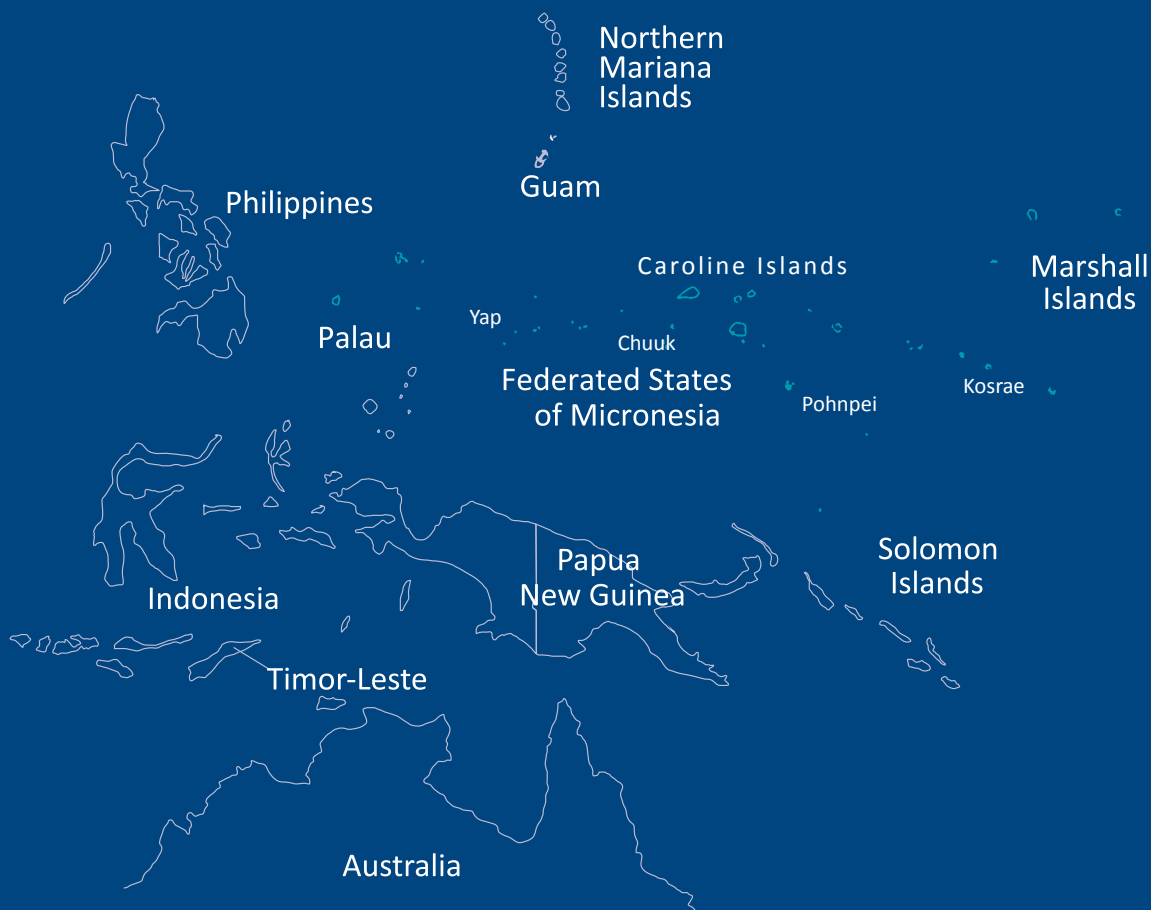 Northern
Mariana
Islands
Guam
Philippines
Caroline Islands
Marshall
Islands
Yap
Palau
Chuuk
Federated States
of Micronesia
Kosrae
Pohnpei
Solomon
Islands
Papua
New Guinea
Indonesia
Timor-Leste
Australia